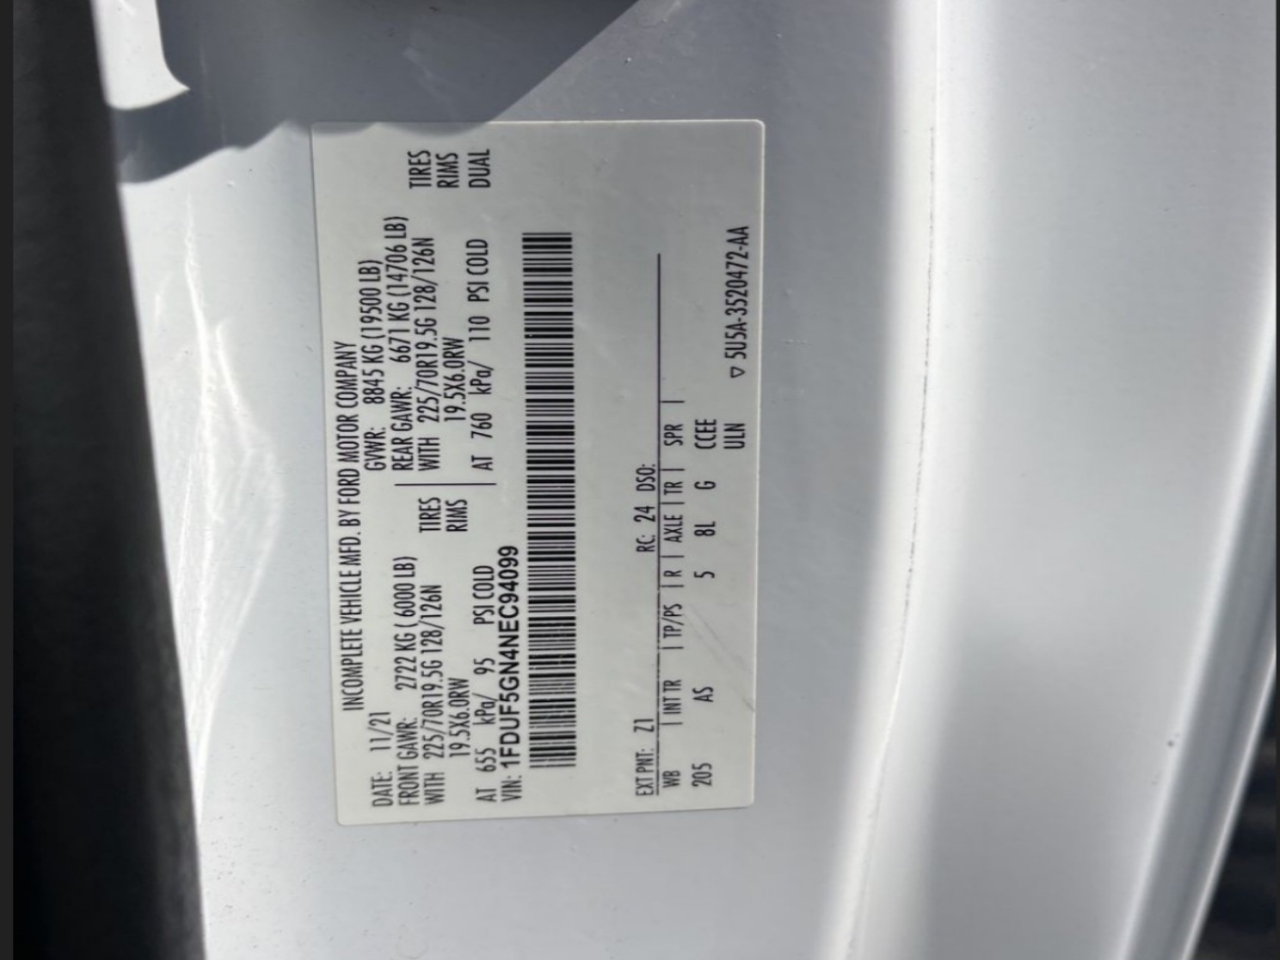 INCOMPLETE VEHICLE MFD. BY FORD MOTOR COMPANY
DATE: 11/21 GVWR: 8845 KG (19500 LB)
FRONT GAWR: 2722 KG ( 6000 LB) REAR GAWR: 6671 KG (14706 LB)
WITH 225/70R19.5G 128/126N TIRES WITH 225/70R19.5G 128/126N TIRES
19.5X6.0RW RIMS 19.5X6.0RW RIMS
AT 655 kPa/ 95 PSI COLD AT 760 kPa/ 110 PSI COLD DUAL
VIN: 1FDUF5GN4NEC94099
EXT PNT: Z1 RC: 24 DSO:
WB | INT TR | TP/PS | R | AXLE | TR | SPR |
205 AS 5 8L G CCEE
ULN ▽ 5U5A-3520472-AA